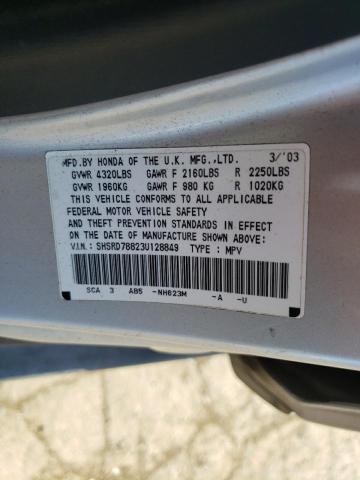 MFD.BY HONDA OF THE U.K. MFG.,LTD. 3/'03
GVWR 4320LBS GAWR F 2160LBS R 2250LBS
GVWR 1960KG GAWR F 980 KG R 1020KG
THIS VEHICLE CONFORMS TO ALL APPLICABLE
FEDERAL MOTOR VEHICLE SAFETY
AND THEFT PREVENTION STANDARDS
IN EFFECT ON THE DATE OF MANUFACTURE SHOWN ABOVE:
V.I.N.: SHSRD78823U128849 TYPE: MPV
SCA 3 AB5 -NH623M -A -U